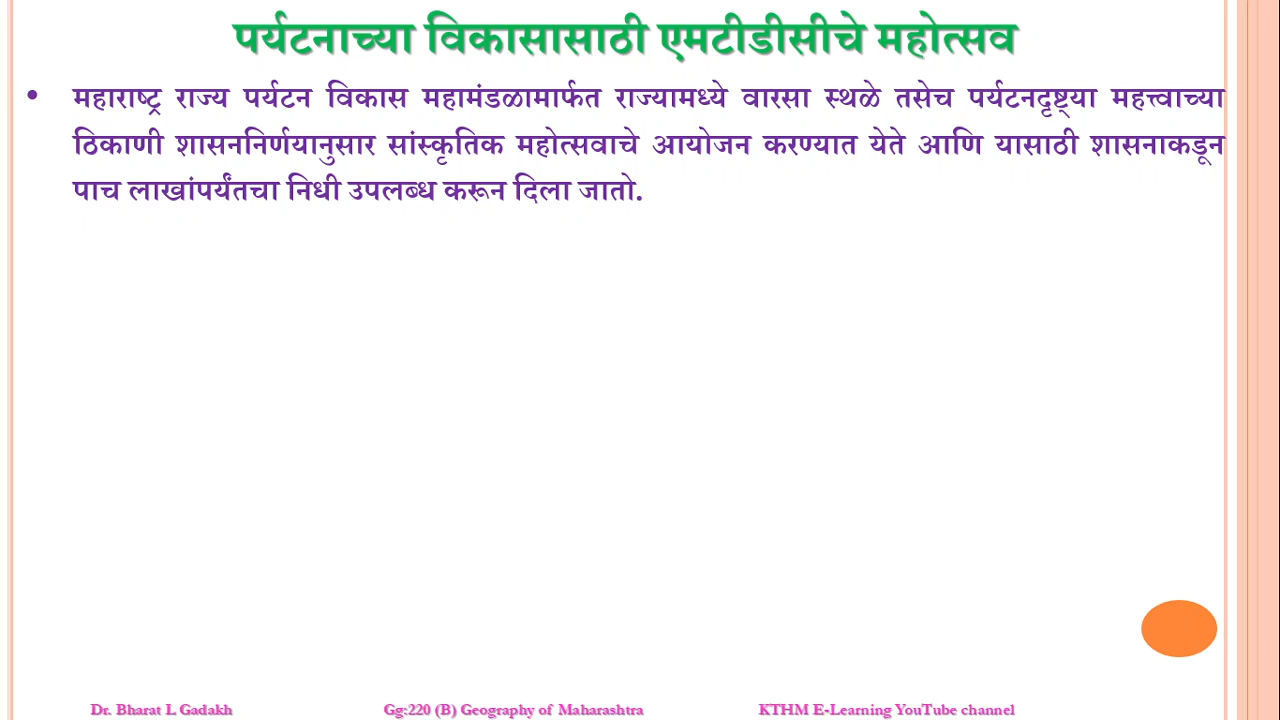 पर्यटनाच्या विकासासाठी एमटीडीसीचे महोत्सव
• महाराष्ट्र राज्य पर्यटन विकास महामंडळामार्फत राज्यामध्ये वारसा स्थळे तसेच पर्यटनदृष्ट्या महत्त्वाच्या
ठिकाणी शासननिर्णयानुसार सांस्कृतिक महोत्सवाचे आयोजन करण्यात येते आणि यासाठी शासनाकडून
पाच लाखांपर्यंतचा निधी उपलब्ध करून दिला जातो.
Dr. Bharat L Gadakh Gg:220 (B) Geography of Maharashtra KTHM E-Learning YouTube channel